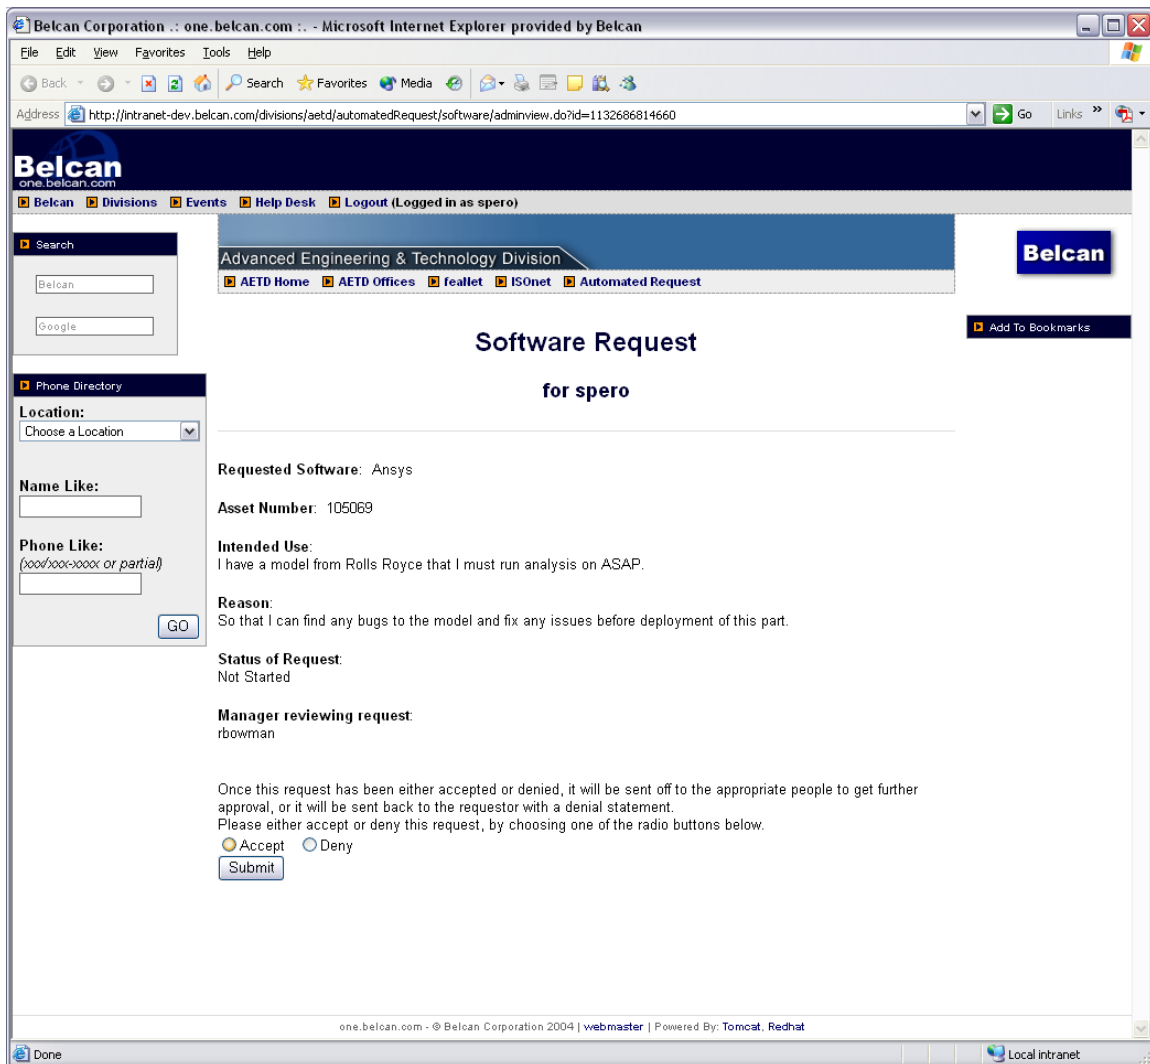 Belcan Corporation .: one.belcan.com :. - Microsoft Internet Explorer provided by Belcan
File Edit View Favorites Tools Help
Back Search Favorites Media
Address http://intranet-dev.belcan.com/divisions/aetd/automatedRequest/software/adminview.do?id=1132686814660 Go Links »
Belcan
one.belcan.com
Belcan Divisions Events Help Desk Logout (Logged in as spero)
Search
Belcan
Google
Phone Directory
Location:
Choose a Location
Name Like:
Phone Like:
(xxx/xxx-xxxx or partial)
GO
Advanced Engineering & Technology Division
AETD Home AETD Offices feaNet ISOnet Automated Request
Software Request
for spero
Requested Software: Ansys
Asset Number: 105069
Intended Use:
I have a model from Rolls Royce that I must run analysis on ASAP.
Reason:
So that I can find any bugs to the model and fix any issues before deployment of this part.
Status of Request:
Not Started
Manager reviewing request:
rbowman
Once this request has been either accepted or denied, it will be sent off to the appropriate people to get further
approval, or it will be sent back to the requestor with a denial statement.
Please either accept or deny this request, by choosing one of the radio buttons below.
Accept Deny
Submit
Belcan
Add To Bookmarks
one.belcan.com - © Belcan Corporation 2004 | webmaster | Powered By: Tomcat, Redhat
Done Local intranet